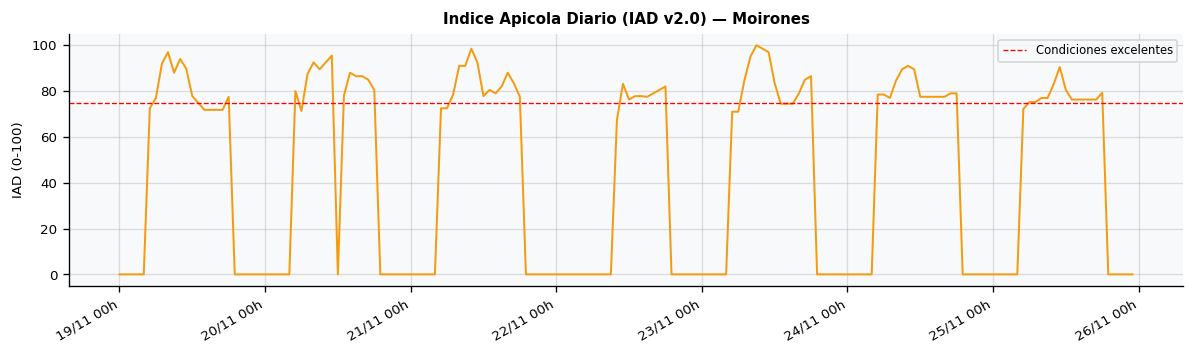 Indice Apicola Diario (IAD v2.0) — Moirones
Condiciones excelentes
IAD (0-100)
100
80
60
40
20
0
19/11 00h
20/11 00h
21/11 00h
22/11 00h
23/11 00h
24/11 00h
25/11 00h
26/11 00h